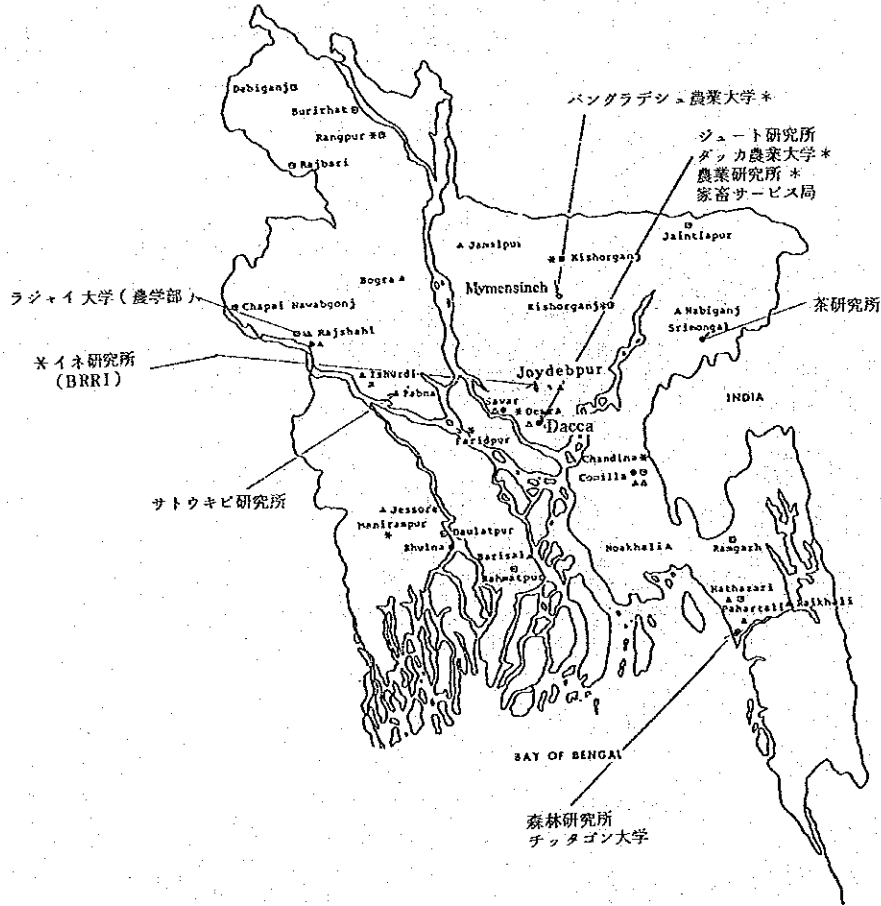 Debiganj
バングラデシュ農業大学*
Burirhat
Rangpur
ジュート研究所
ダッカ農業大学*
農業研究所*
家畜サービス局
Rajbari
Jaintiapur
Jamalpur
Kishorganj
Bogra
Mymensinch
ラジャイ大学(農学部)
Chapai Nawabgonj
Kishorganj
Nabiganj
茶研究所
Srimongal
Rajshahi
*イネ研究所
(BRRI)
Ishurdi
Joydebpur
Pabna
INDIA
Savar
Dacca
Faridpur
Chandina
Comilla
サトウキビ研究所
Jessore
Manirampur
Daulatpur
Khulna
Barisal
Noakhali
Ramgarh
Rahmatpur
Hathazari
Pahartali
Raikhali
BAY OF BENGAL
森林研究所
チッタゴン大学